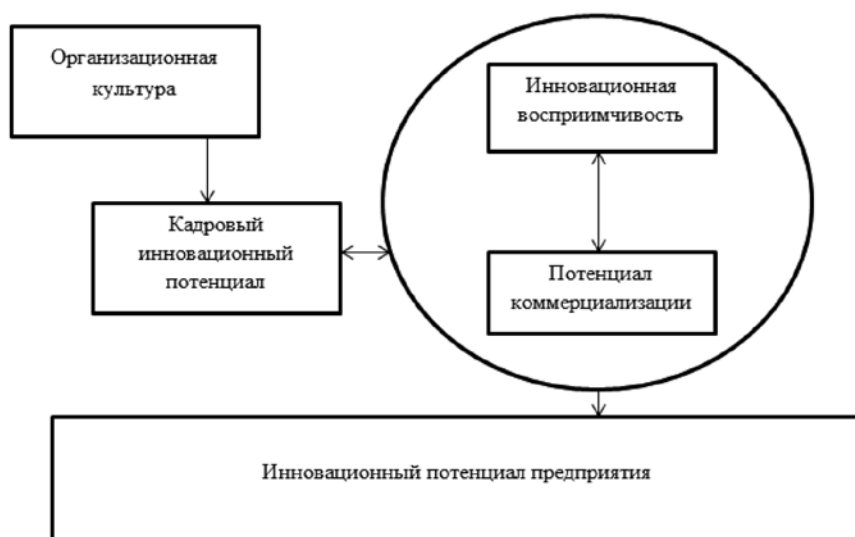 Организационная
культура
Инновационная
восприимчивость
Кадровый
инновационный
потенциал
Потенциал
коммерциализации
Инновационный потенциал предприятия